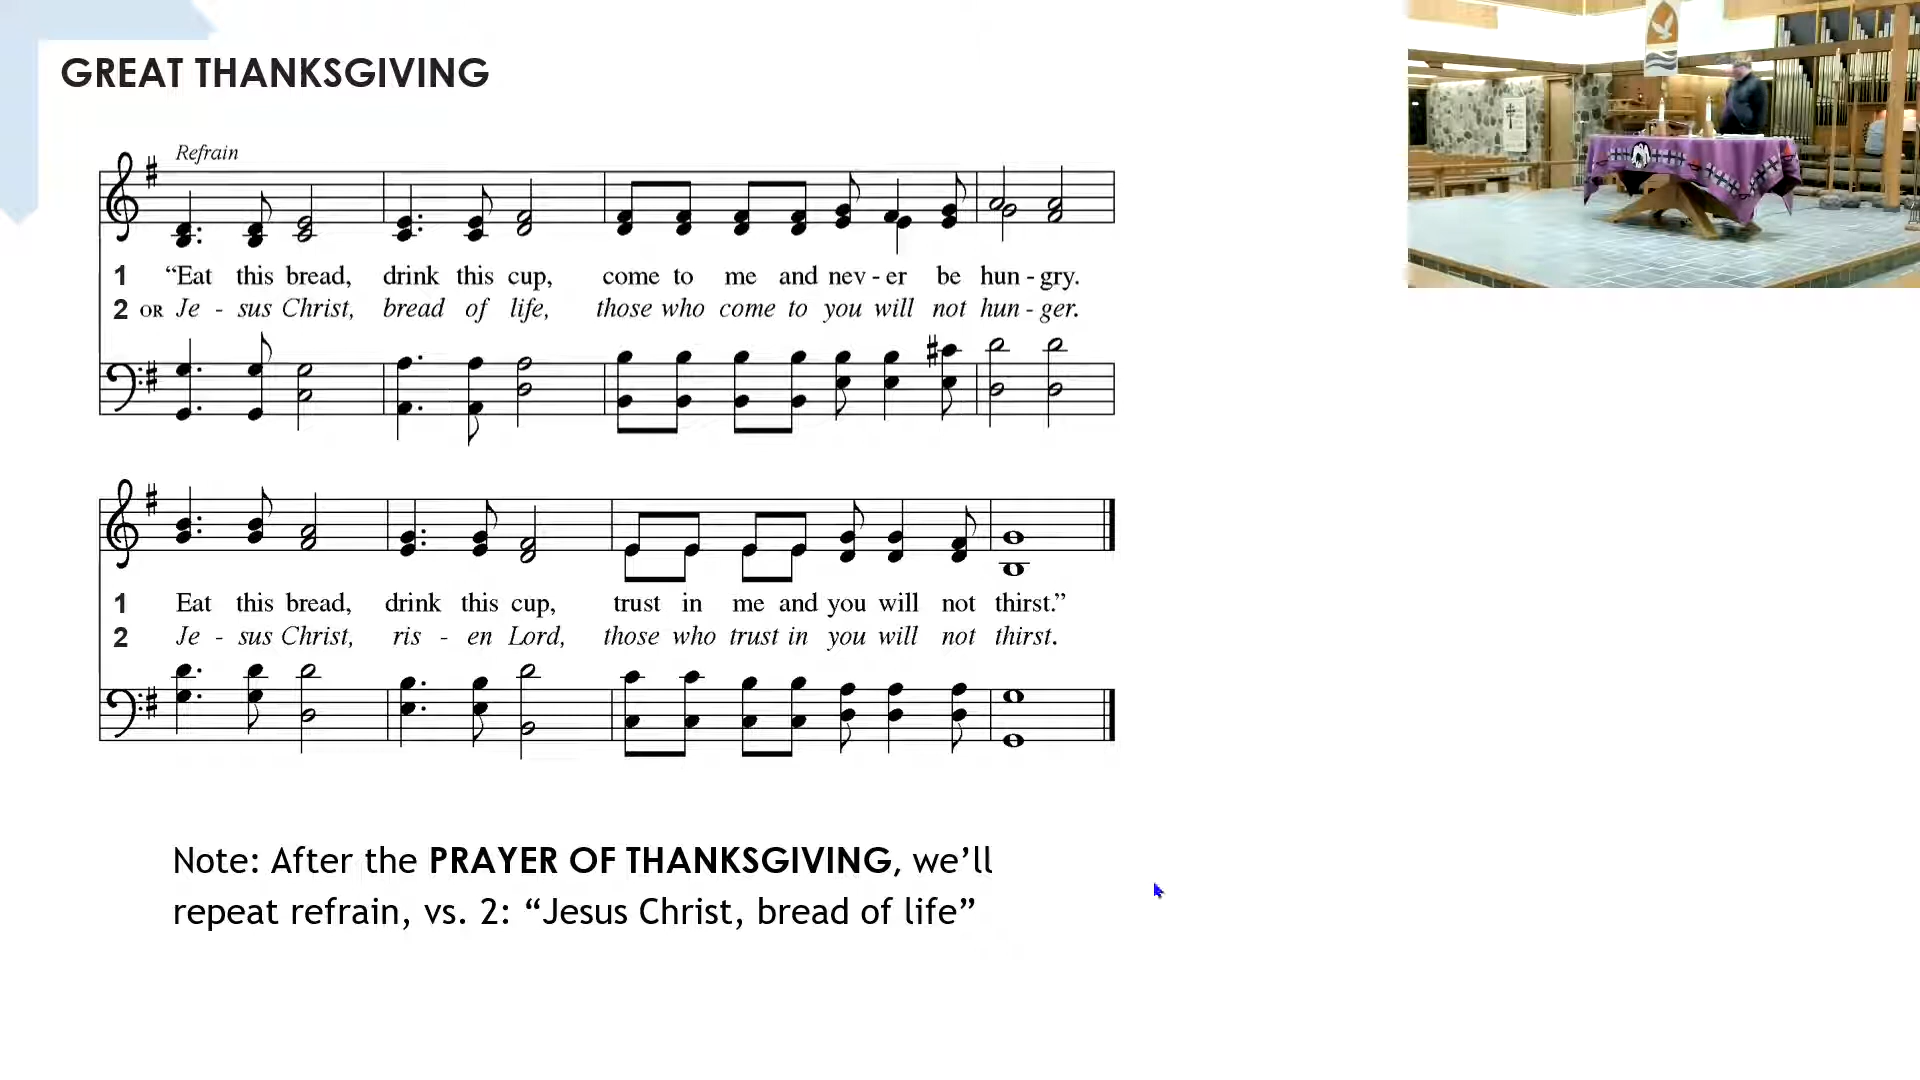 GREAT THANKSGIVING
Refrain
1 “Eat this bread, drink this cup, come to me and nev - er be hun - gry.
2 OR Je - sus Christ, bread of life, those who come to you will not hun - ger.
1 Eat this bread, drink this cup, trust in me and you will not thirst.”
2 Je - sus Christ, ris - en Lord, those who trust in you will not thirst.
Note: After the PRAYER OF THANKSGIVING, we’ll
repeat refrain, vs. 2: “Jesus Christ, bread of life”